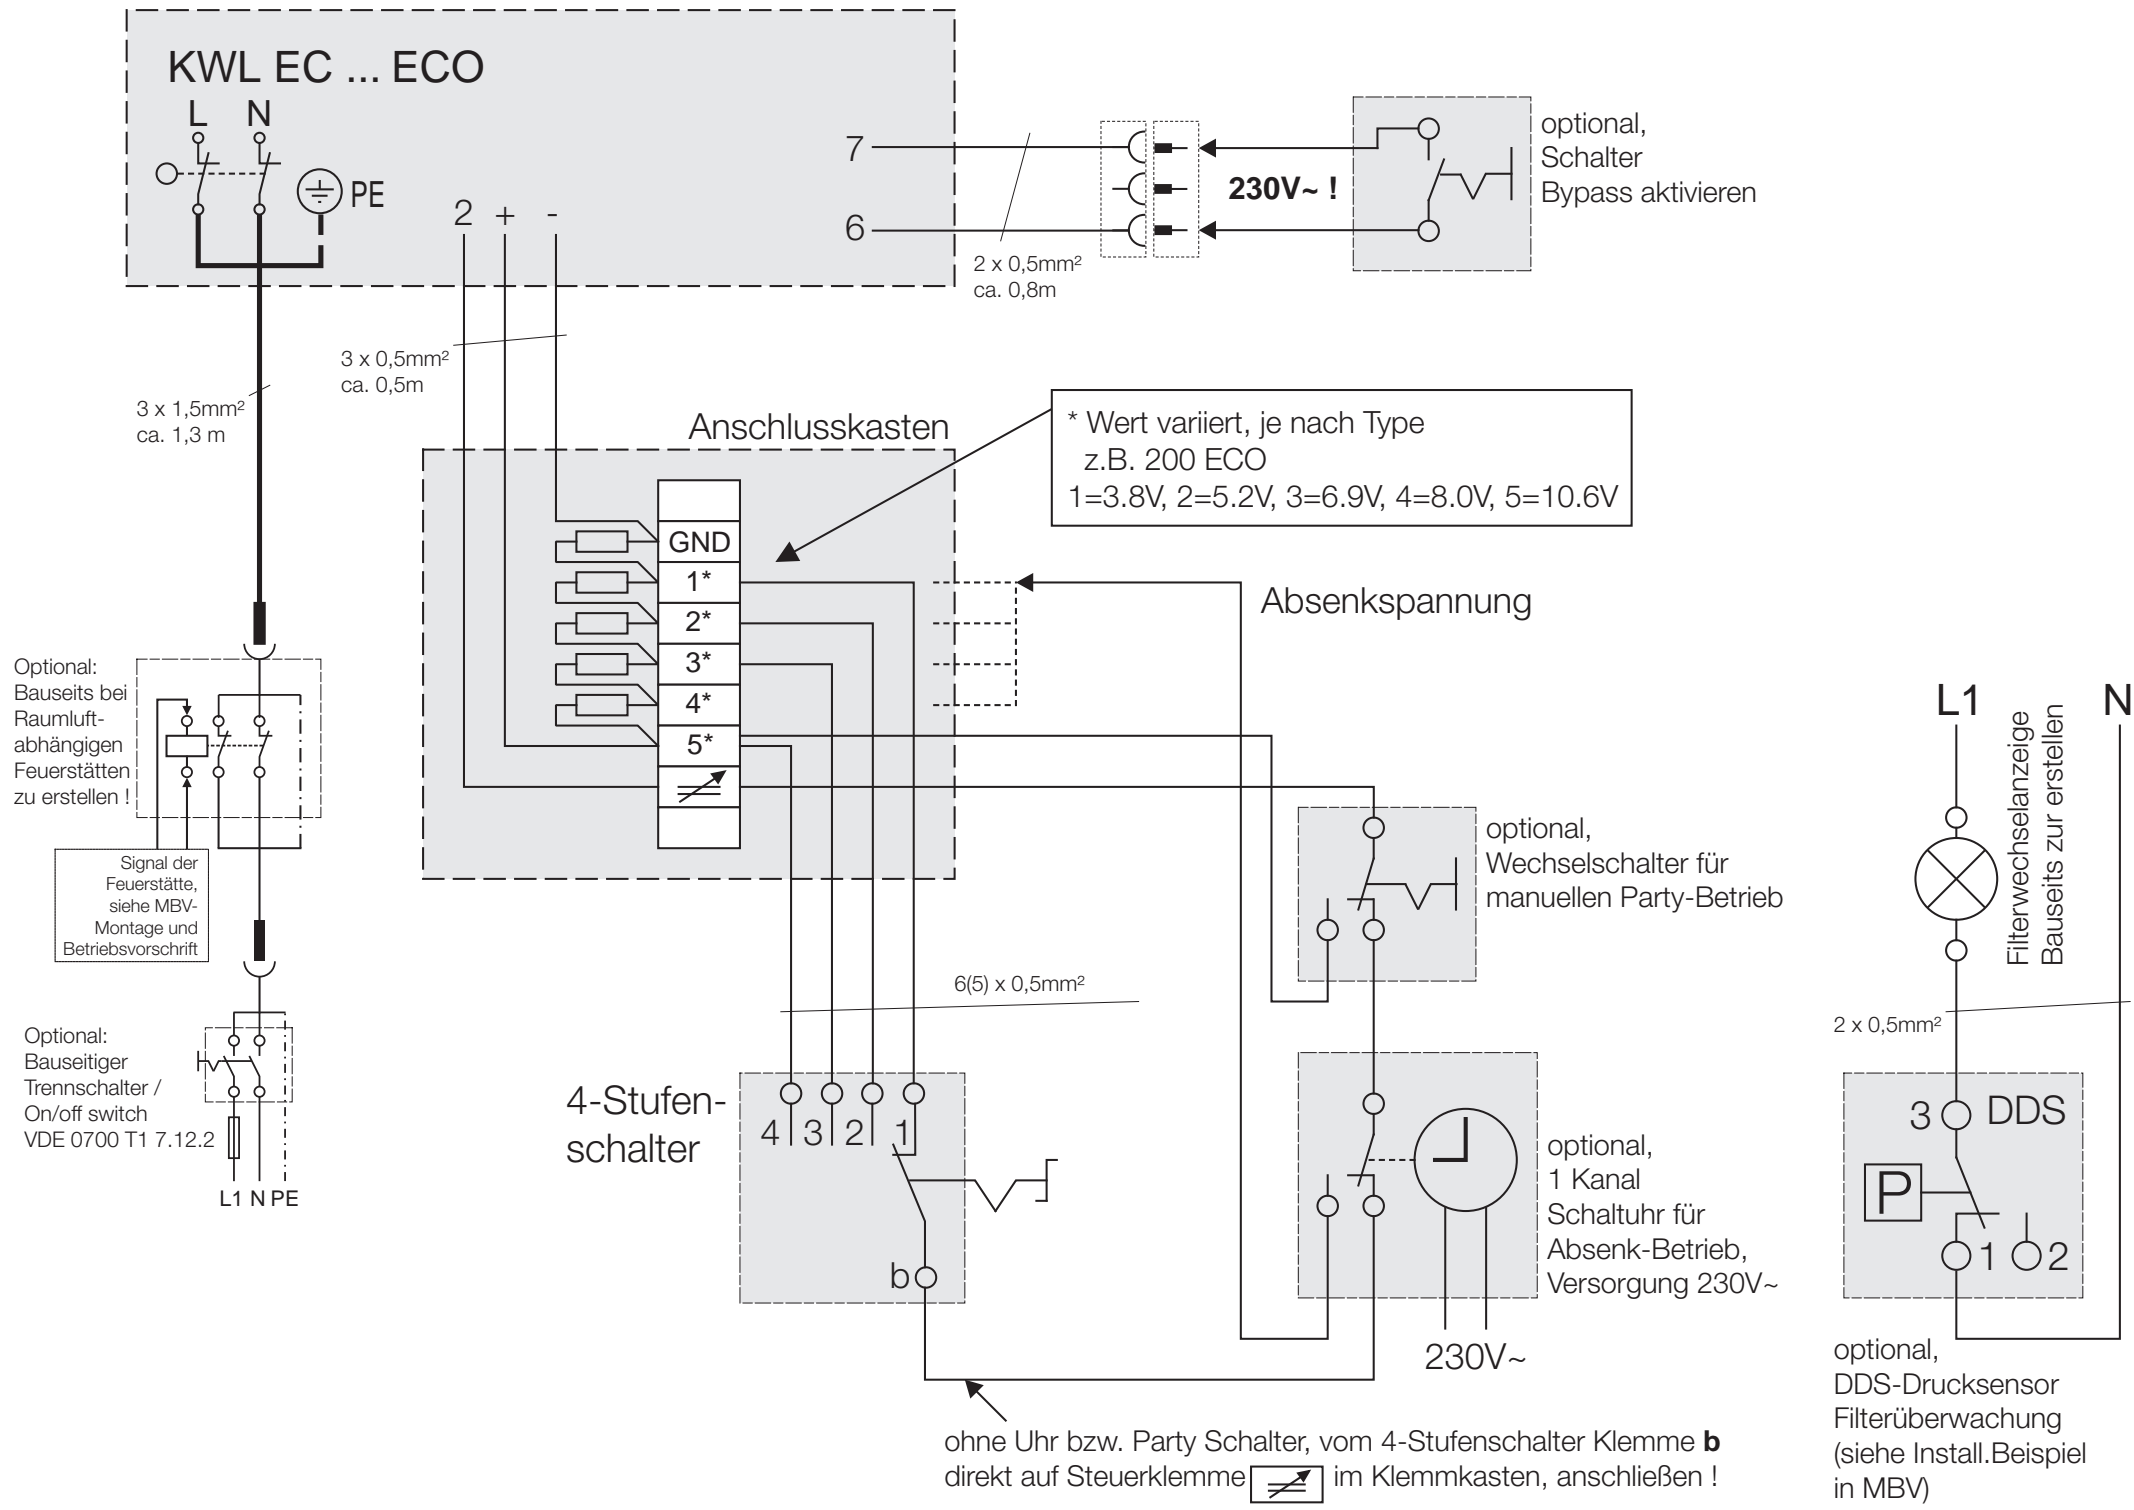 KWL EC ... ECO
L N
PE
2 + -
7
6
2 x 0,5mm²
ca. 0,8m
230V~ !
optional,
Schalter
Bypass aktivieren
3 x 0,5mm²
ca. 0,5m
3 x 1,5mm²
ca. 1,3 m
Anschlusskasten
* Wert variiert, je nach Type
z.B. 200 ECO
1=3.8V, 2=5.2V, 3=6.9V, 4=8.0V, 5=10.6V
GND
1*
2*
3*
4*
5*
Absenkspannung
Optional:
Bauseits bei
Raumluft-
abhängigen
Feuerstätten
zu erstellen !
Signal der
Feuerstätte,
siehe MBV-
Montage und
Betriebsvorschrift
Optional:
Bauseitiger
Trennschalter /
On/off switch
VDE 0700 T1 7.12.2
L1 N PE
optional,
Wechselschalter für
manuellen Party-Betrieb
6(5) x 0,5mm²
4-Stufen-
schalter
4 3 2 1
b
optional,
1 Kanal
Schaltuhr für
Absenk-Betrieb,
Versorgung 230V~
230V~
ohne Uhr bzw. Party Schalter, vom 4-Stufenschalter Klemme b
direkt auf Steuerklemme im Klemmkasten, anschließen !
L1 N
Filterwechselanzeige
Bauseits zur erstellen
2 x 0,5mm²
3 DDS
P
1 2
optional,
DDS-Drucksensor
Filterüberwachung
(siehe Install.Beispiel
in MBV)